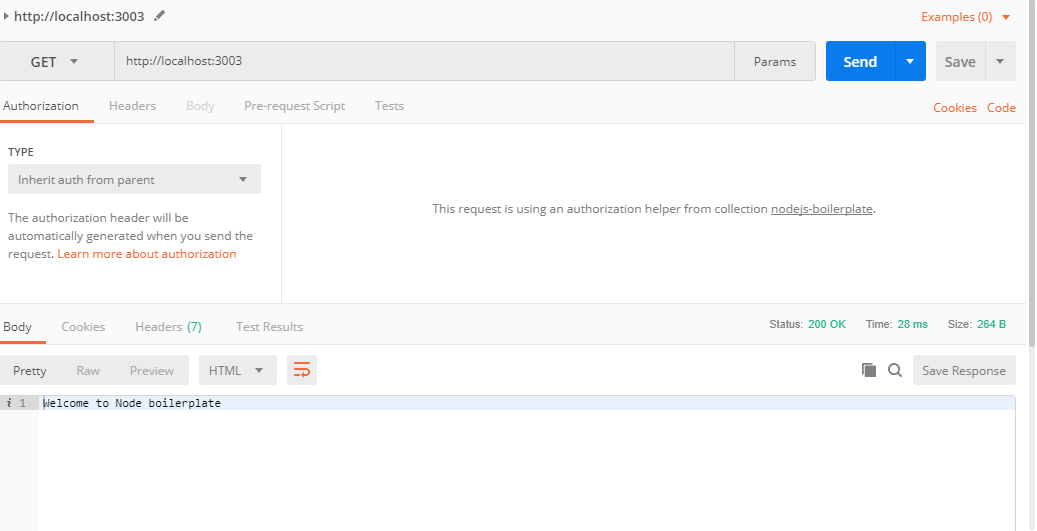 http://localhost:3003
Examples (0)
GET
http://localhost:3003
Params
Send
Save
Authorization
Headers
Body
Pre-request Script
Tests
Cookies
Code
TYPE
Inherit auth from parent
The authorization header will be
automatically generated when you send the
request. Learn more about authorization
This request is using an authorization helper from collection nodejs-boilerplate.
Body
Cookies
Headers (7)
Test Results
Status: 200 OK
Time: 28 ms
Size: 264 B
Pretty
Raw
Preview
HTML
Save Response
i 1
Welcome to Node boilerplate